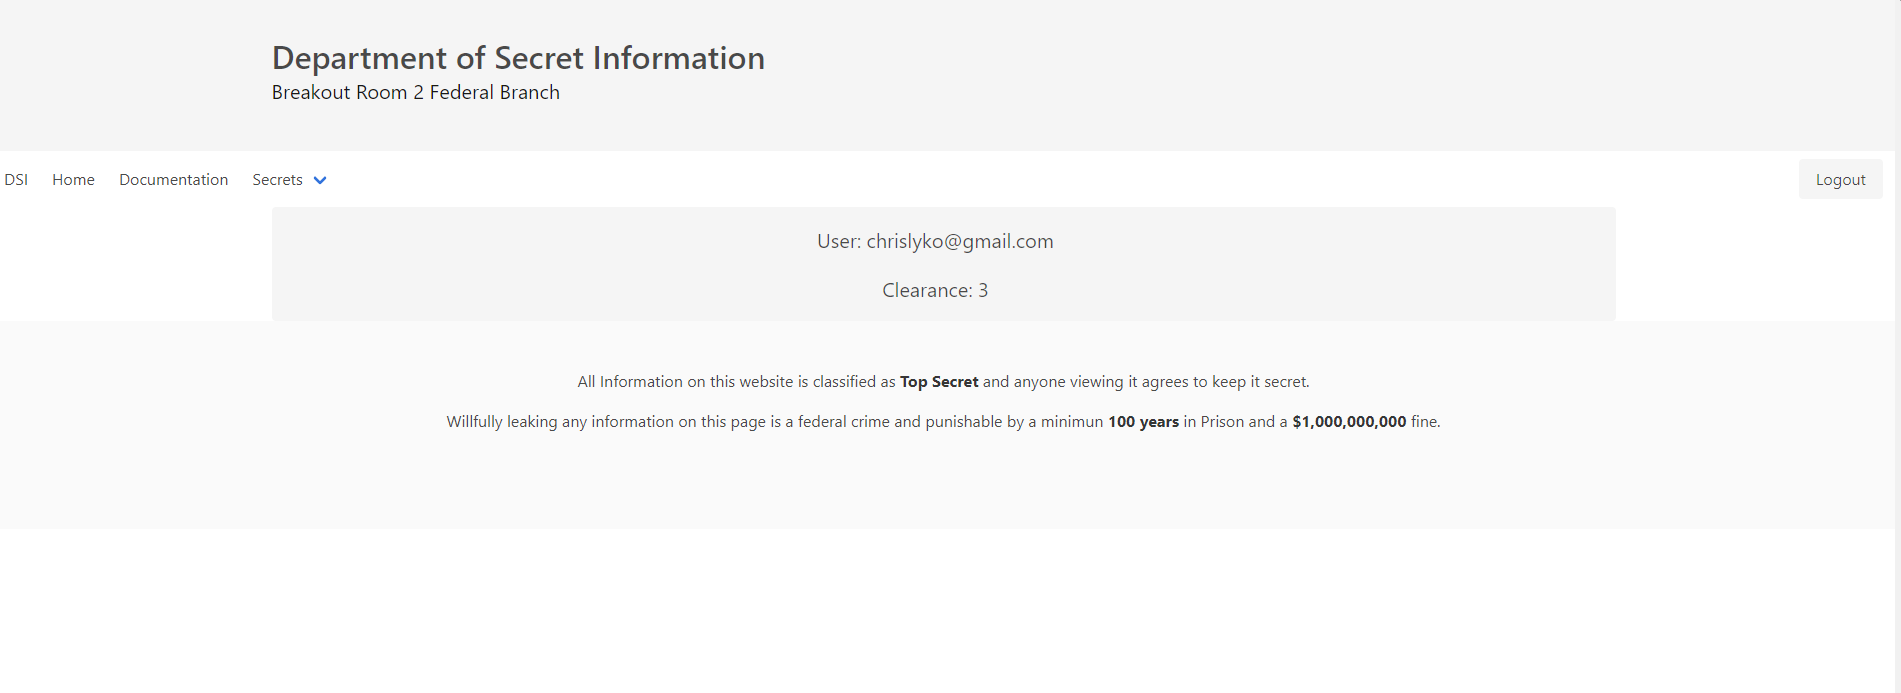 Department of Secret Information
Breakout Room 2 Federal Branch
DSI Home Documentation Secrets Logout
User: chrislyko@gmail.com
Clearance: 3
All Information on this website is classified as Top Secret and anyone viewing it agrees to keep it secret.
Willfully leaking any information on this page is a federal crime and punishable by a minimun 100 years in Prison and a $1,000,000,000 fine.